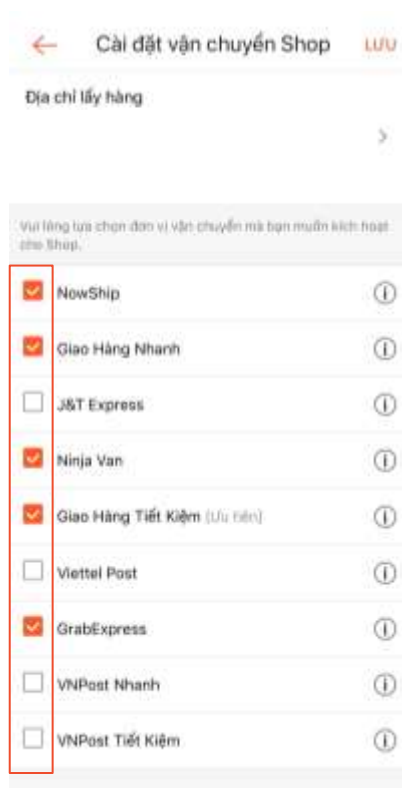 Cài đặt vận chuyển Shop LƯU
Địa chỉ lấy hàng
Vui lòng lựa chọn đơn vị vận chuyển mà bạn muốn kích hoạt
cho Shop.
NowShip
Giao Hàng Nhanh
J&T Express
Ninja Van
Giao Hàng Tiết Kiệm (Ưu tiên)
Viettel Post
GrabExpress
VNPost Nhanh
VNPost Tiết Kiệm